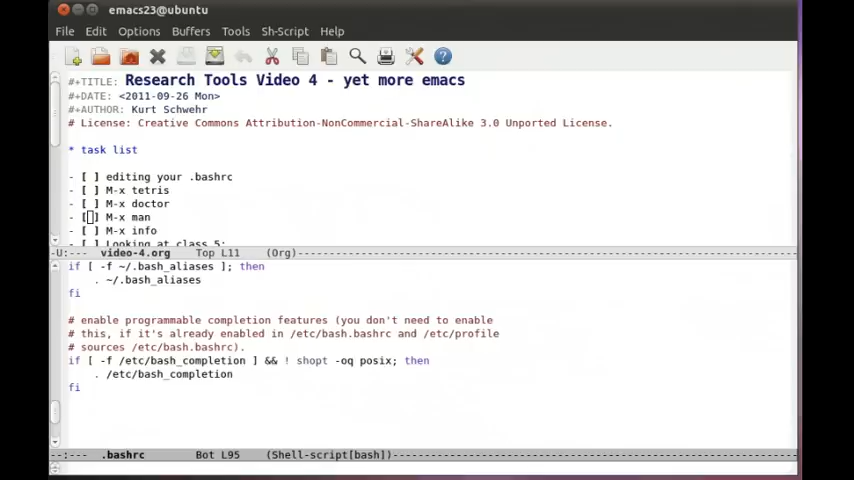 emacs23@ubuntu
File Edit Options Buffers Tools Sh-Script Help
#+TITLE: Research Tools Video 4 - yet more emacs
#+DATE: <2011-09-26 Mon>
#+AUTHOR: Kurt Schwehr
# License: Creative Commons Attribution-NonCommercial-ShareAlike 3.0 Unported License.
* task list
- [ ] editing your .bashrc
- [ ] M-x tetris
- [ ] M-x doctor
- [ ] M-x man
- [ ] M-x info
- [ ] Looking at class 5:
-U:--- video-4.org Top L11 (Org)
if [ -f ~/.bash_aliases ]; then
. ~/.bash_aliases
fi
# enable programmable completion features (you don't need to enable
# this, if it's already enabled in /etc/bash.bashrc and /etc/profile
# sources /etc/bash.bashrc).
if [ -f /etc/bash_completion ] && ! shopt -oq posix; then
. /etc/bash_completion
fi
--:--- .bashrc Bot L95 (Shell-script[bash])